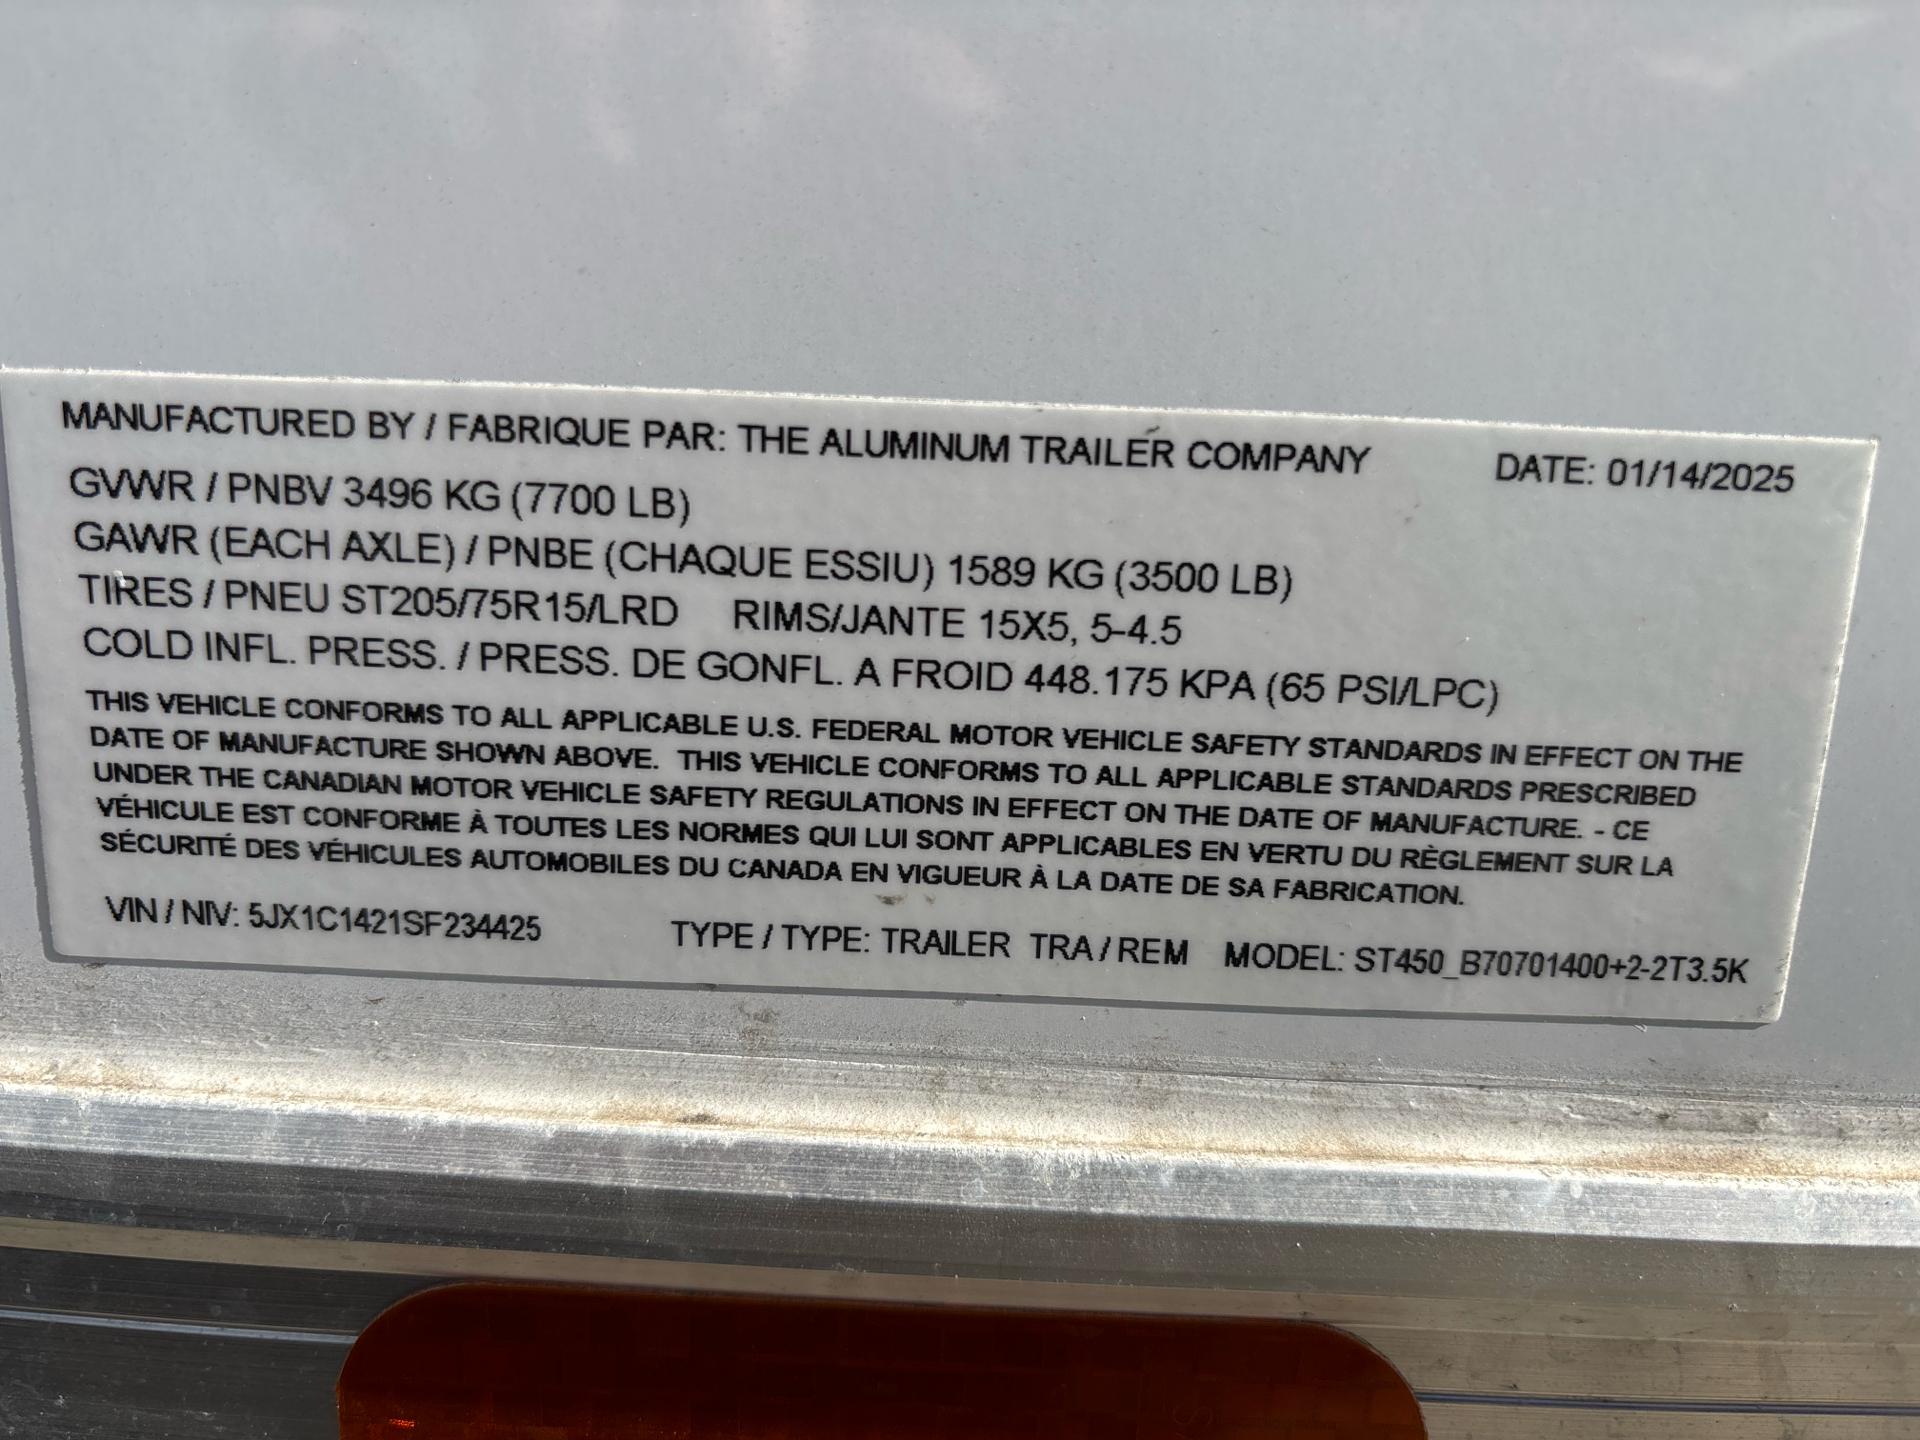 MANUFACTURED BY / FABRIQUE PAR: THE ALUMINUM TRAILER COMPANY DATE: 01/14/2025
GVWR / PNBV 3496 KG (7700 LB)
GAWR (EACH AXLE) / PNBE (CHAQUE ESSIU) 1589 KG (3500 LB)
TIRES / PNEU ST205/75R15/LRD RIMS/JANTE 15X5, 5-4.5
COLD INFL. PRESS. / PRESS. DE GONFL. A FROID 448.175 KPA (65 PSI/LPC)
THIS VEHICLE CONFORMS TO ALL APPLICABLE U.S. FEDERAL MOTOR VEHICLE SAFETY STANDARDS IN EFFECT ON THE
DATE OF MANUFACTURE SHOWN ABOVE. THIS VEHICLE CONFORMS TO ALL APPLICABLE STANDARDS PRESCRIBED
UNDER THE CANADIAN MOTOR VEHICLE SAFETY REGULATIONS IN EFFECT ON THE DATE OF MANUFACTURE. - CE
VÉHICULE EST CONFORME À TOUTES LES NORMES QUI LUI SONT APPLICABLES EN VERTU DU RÈGLEMENT SUR LA
SÉCURITÉ DES VÉHICULES AUTOMOBILES DU CANADA EN VIGUEUR À LA DATE DE SA FABRICATION.
VIN / NIV: 5JX1C1421SF234425 TYPE / TYPE: TRAILER TRA / REM MODEL: ST450_B70701400+2-2T3.5K